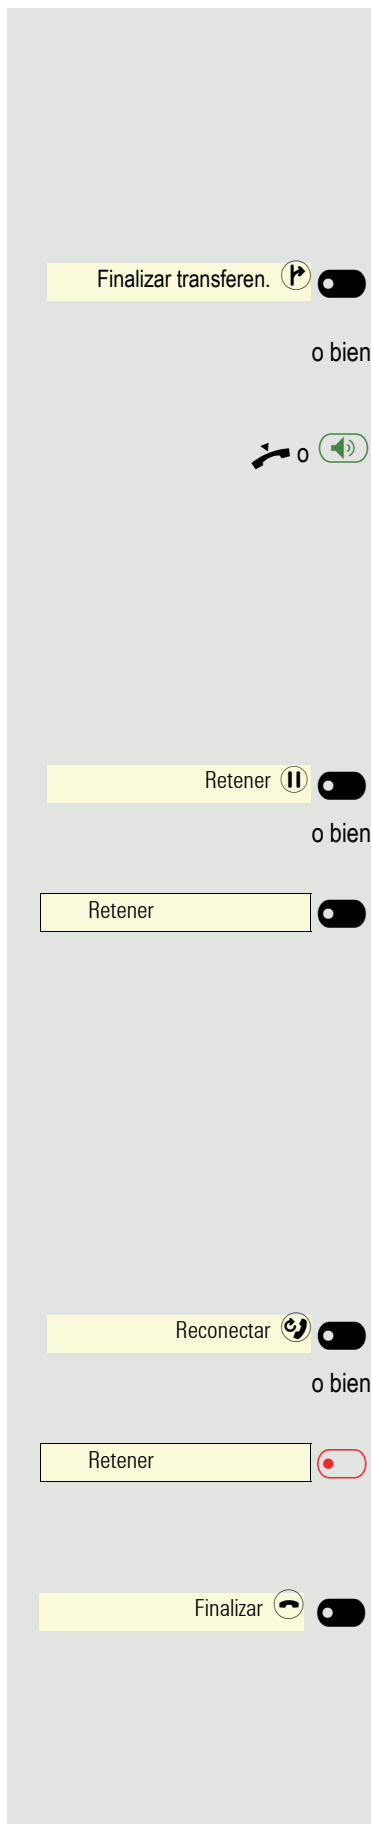 Finalizar transferen.
o bien
o
Retener
o bien
Retener
Reconectar
o bien
Retener
Finalizar